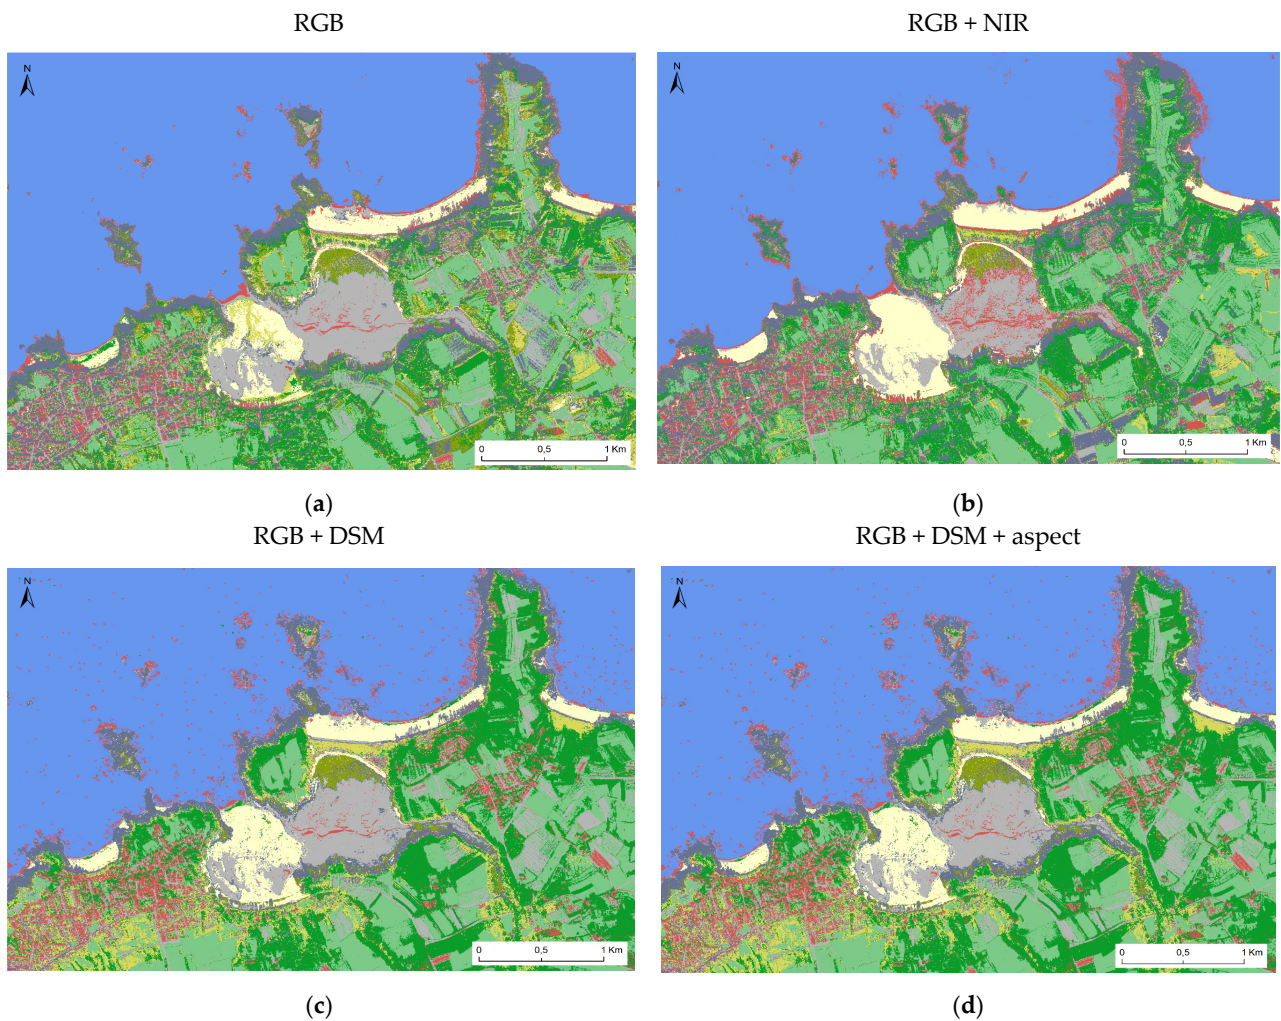 RGB
RGB + NIR
N
N
0 0,5 1 Km
0 0,5 1 Km
(a)
(b)
RGB + DSM
RGB + DSM + aspect
N
N
0 0,5 1 Km
0 0,5 1 Km
(c)
(d)